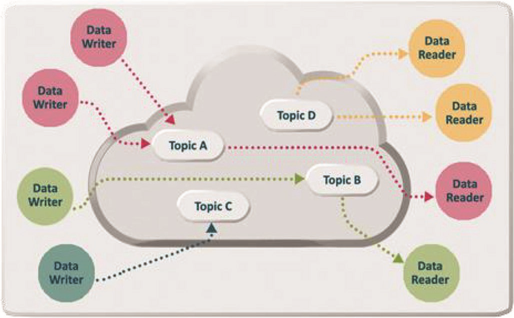 Data
Writer
Data
Writer
Data
Writer
Data
Writer
Topic A
Topic B
Topic C
Topic D
Data
Reader
Data
Reader
Data
Reader
Data
Reader